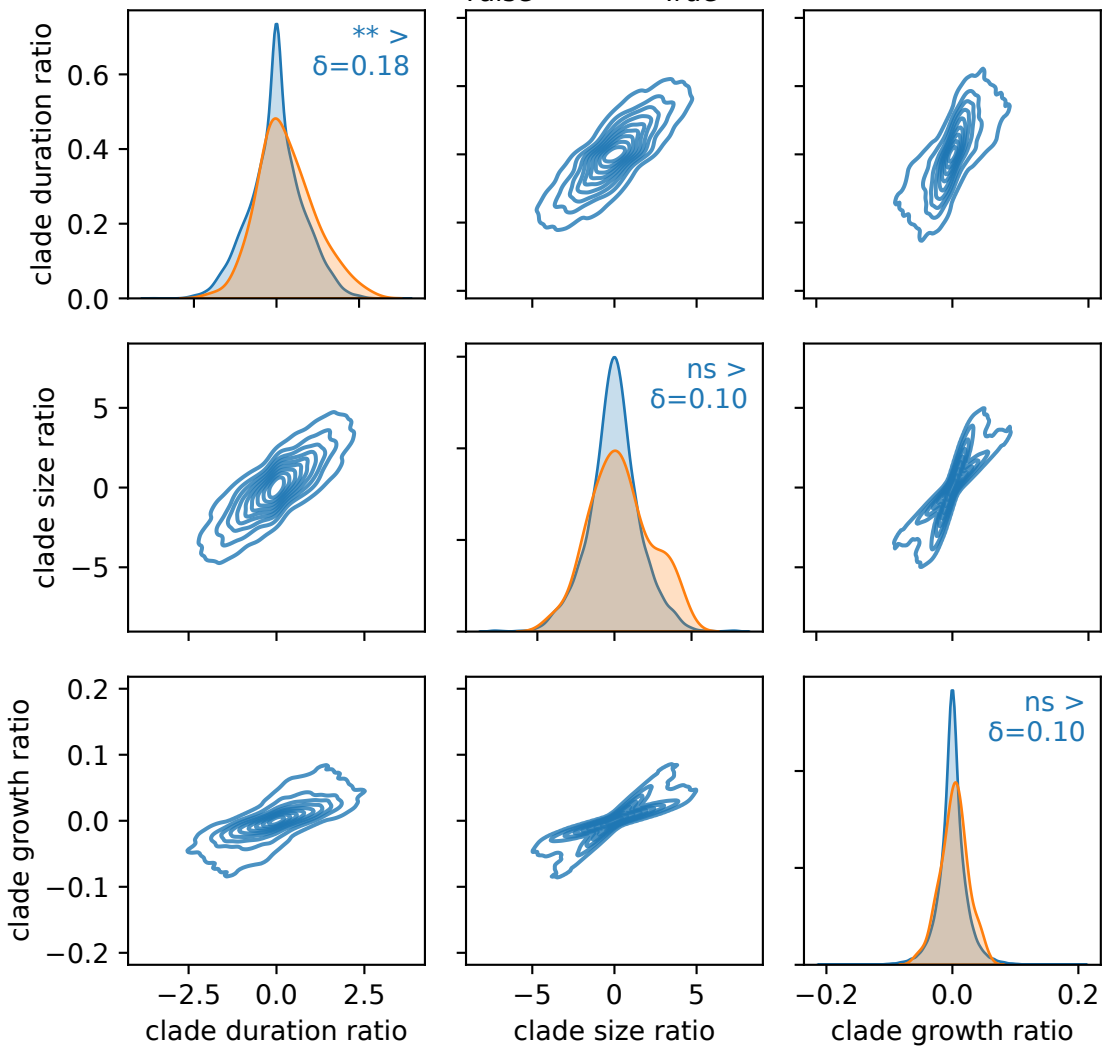 clade duration ratio
0.6
0.4
0.2
0.0
** >
δ=0.18
clade size ratio
5
0
−5
ns >
δ=0.10
clade growth ratio
0.2
0.1
0.0
−0.1
−0.2
ns >
δ=0.10
−2.5 0.0 2.5
−5 0 5
−0.2 0.0 0.2
clade duration ratio
clade size ratio
clade growth ratio